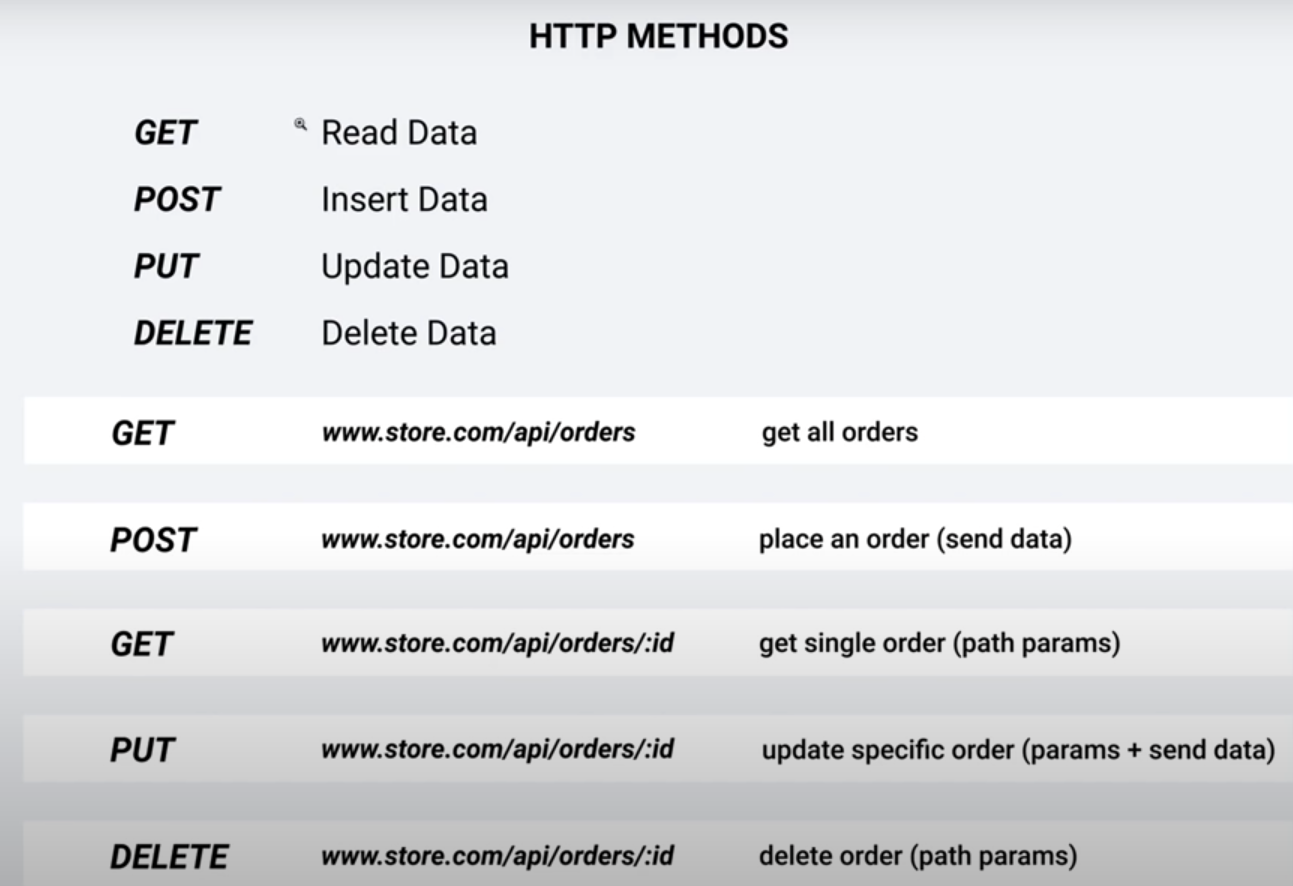 HTTP METHODS
GET Read Data
POST Insert Data
PUT Update Data
DELETE Delete Data
GET www.store.com/api/orders get all orders
POST www.store.com/api/orders place an order (send data)
GET www.store.com/api/orders/:id get single order (path params)
PUT www.store.com/api/orders/:id update specific order (params + send data)
DELETE www.store.com/api/orders/:id delete order (path params)